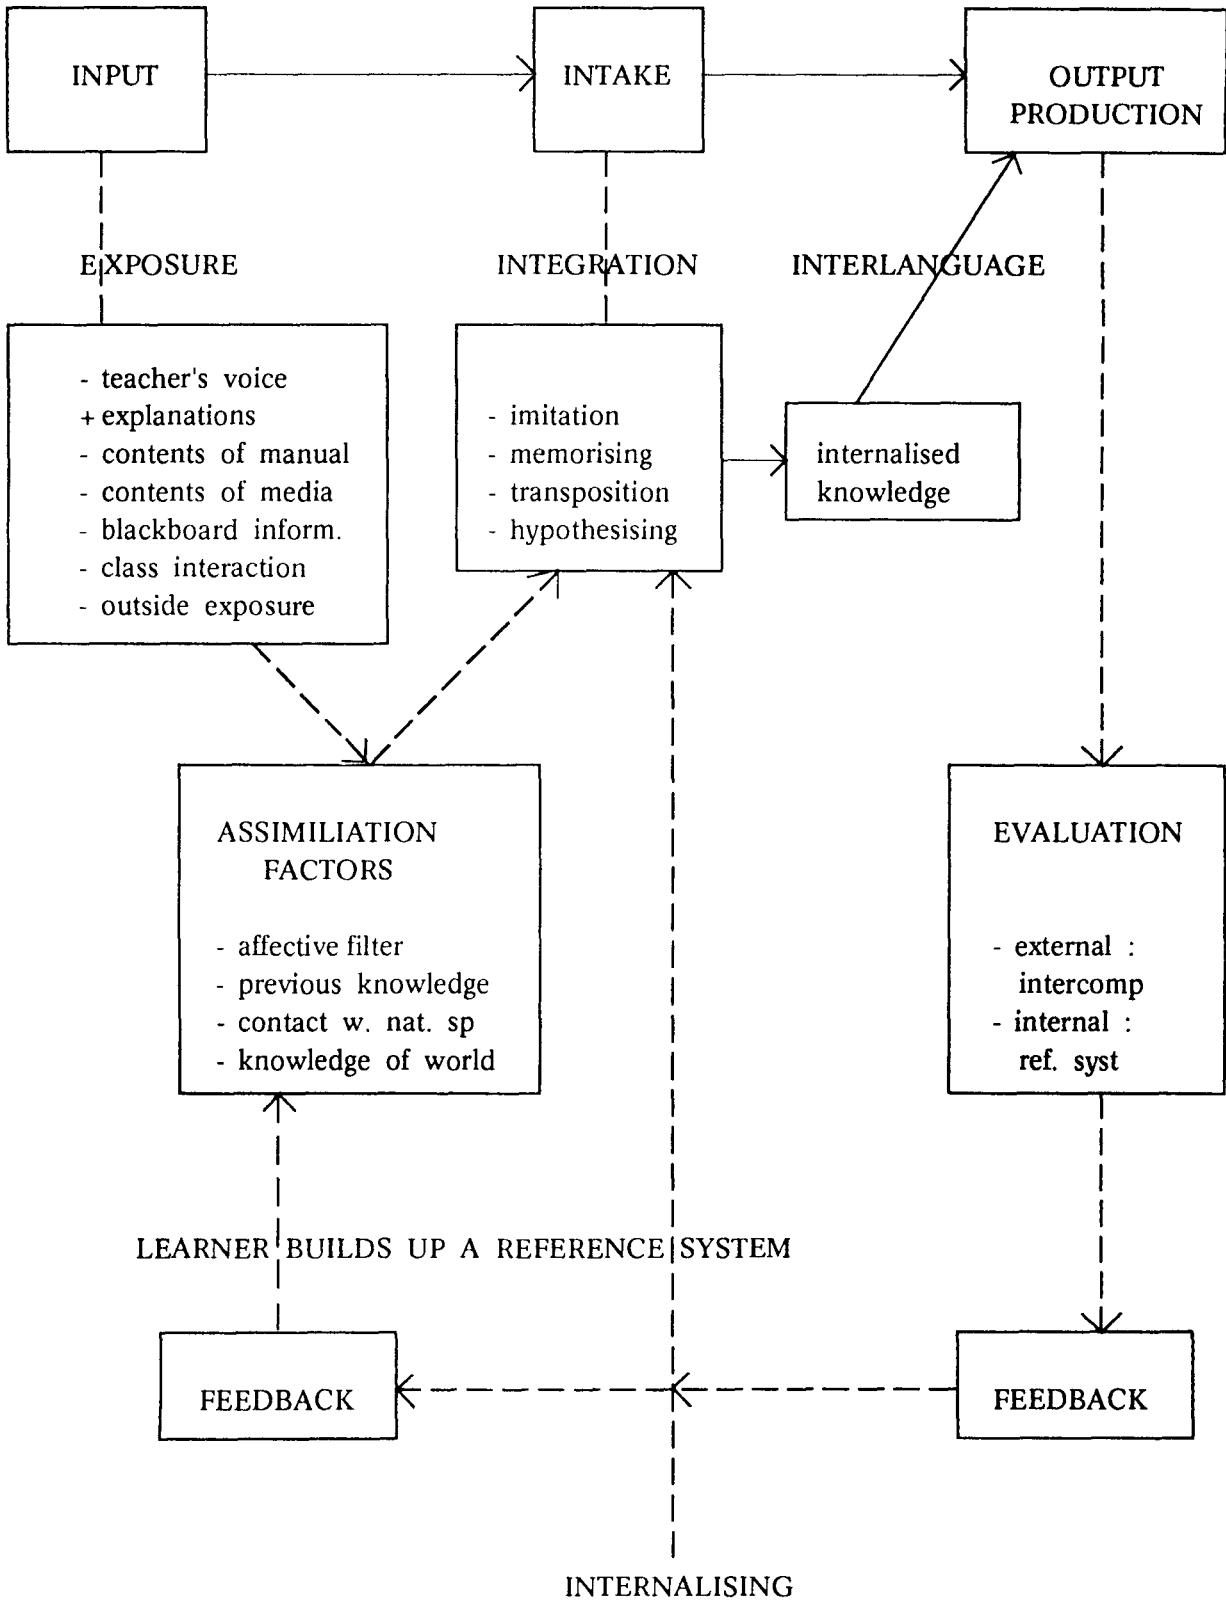 INPUT
INTAKE
OUTPUT
PRODUCTION
EXPOSURE
INTEGRATION
INTERLANGUAGE
- teacher's voice
+ explanations
- contents of manual
- contents of media
- blackboard inform.
- class interaction
- outside exposure
- imitation
- memorising
- transposition
- hypothesising
internalised
knowledge
ASSIMILIATION
FACTORS
- affective filter
- previous knowledge
- contact w. nat. sp
- knowledge of world
EVALUATION
- external :
intercomp
- internal :
ref. syst
LEARNER BUILDS UP A REFERENCE SYSTEM
FEEDBACK
FEEDBACK
INTERNALISING